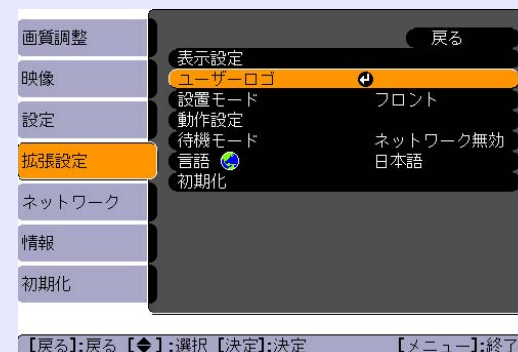 画質調整
映像
設定
拡張設定
ネットワーク
情報
初期化
戻る
表示設定
ユーザーロゴ
設置モード フロント
動作設定
待機モード ネットワーク無効
言語 日本語
初期化
【戻る】:戻る 【◆】:選択 【決定】:決定 【メニュー】:終了